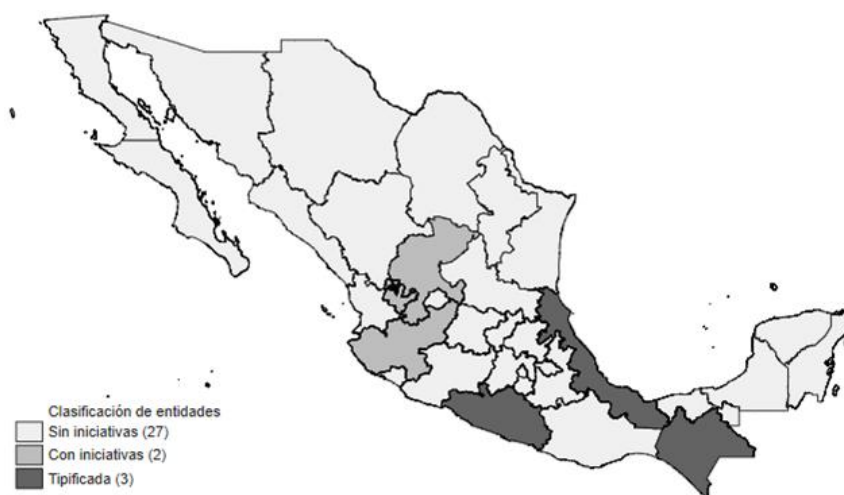 Clasificación de entidades
Sin iniciativas (27)
Con iniciativas (2)
Tipificada (3)